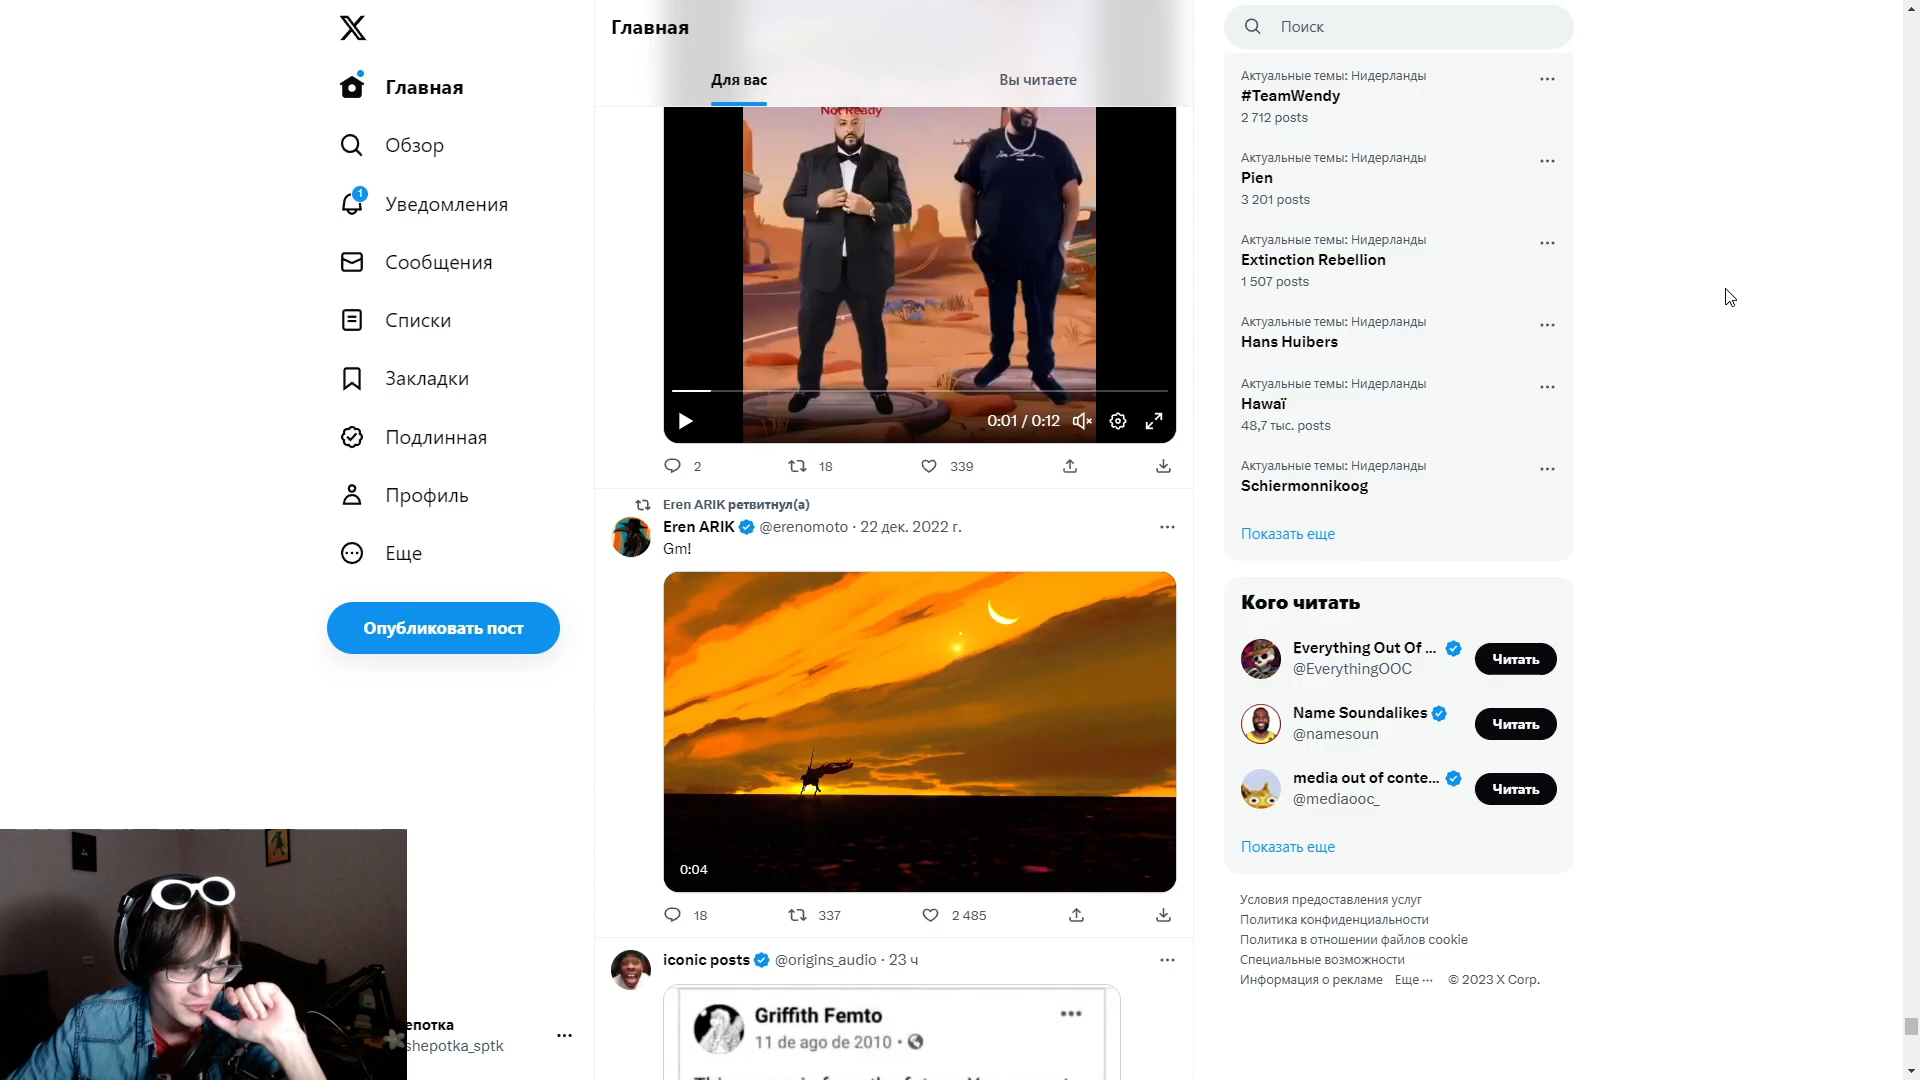 Главная
Обзор
1
Уведомления
Сообщения
Списки
Закладки
Подлинная
Профиль
Еще
Опубликовать пост
епотка
shepotka_sptk
Главная
Для вас
Вы читаете
Not Ready
0:01 / 0:12
2
18
339
Eren ARIK ретвитнул(а)
Eren ARIK @erenomoto · 22 дек. 2022 г.
Gm!
0:04
18
337
2 485
iconic posts @origins_audio · 23 ч
Griffith Femto
11 de ago de 2010 ·
Поиск
Актуальные темы: Нидерланды
#TeamWendy
2 712 posts
Актуальные темы: Нидерланды
Pien
3 201 posts
Актуальные темы: Нидерланды
Extinction Rebellion
1 507 posts
Актуальные темы: Нидерланды
Hans Huibers
Актуальные темы: Нидерланды
Hawaï
48,7 тыс. posts
Актуальные темы: Нидерланды
Schiermonnikoog
Показать еще
Кого читать
Everything Out Of ...
@EverythingOOC
Читать
Name Soundalikes
@namesoun
Читать
media out of conte...
@mediaooc_
Читать
Показать еще
Условия предоставления услуг
Политика конфиденциальности
Политика в отношении файлов cookie
Специальные возможности
Информация о рекламе Еще ··· © 2023 X Corp.